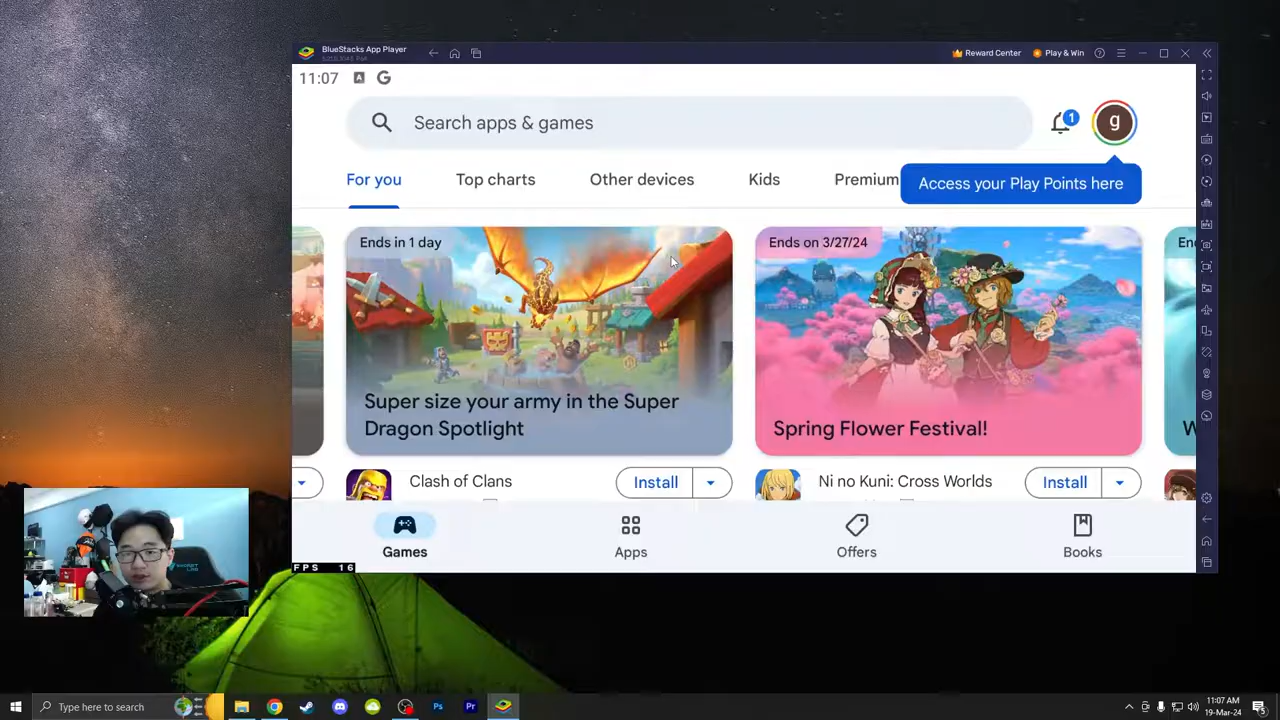 BlueStacks App Player
Reward Center
Play & Win
11:07
A
G
Search apps & games
1
g
For you
Top charts
Other devices
Kids
Premium
Access your Play Points here
Ends in 1 day
Super size your army in the Super
Dragon Spotlight
Ends on 3/27/24
Spring Flower Festival!
Clash of Clans
Install
Ni no Kuni: Cross Worlds
Install
Games
Apps
Offers
Books
FPS 16
Type here to search
Ps
Pr
11:07 AM
19-Mar-24